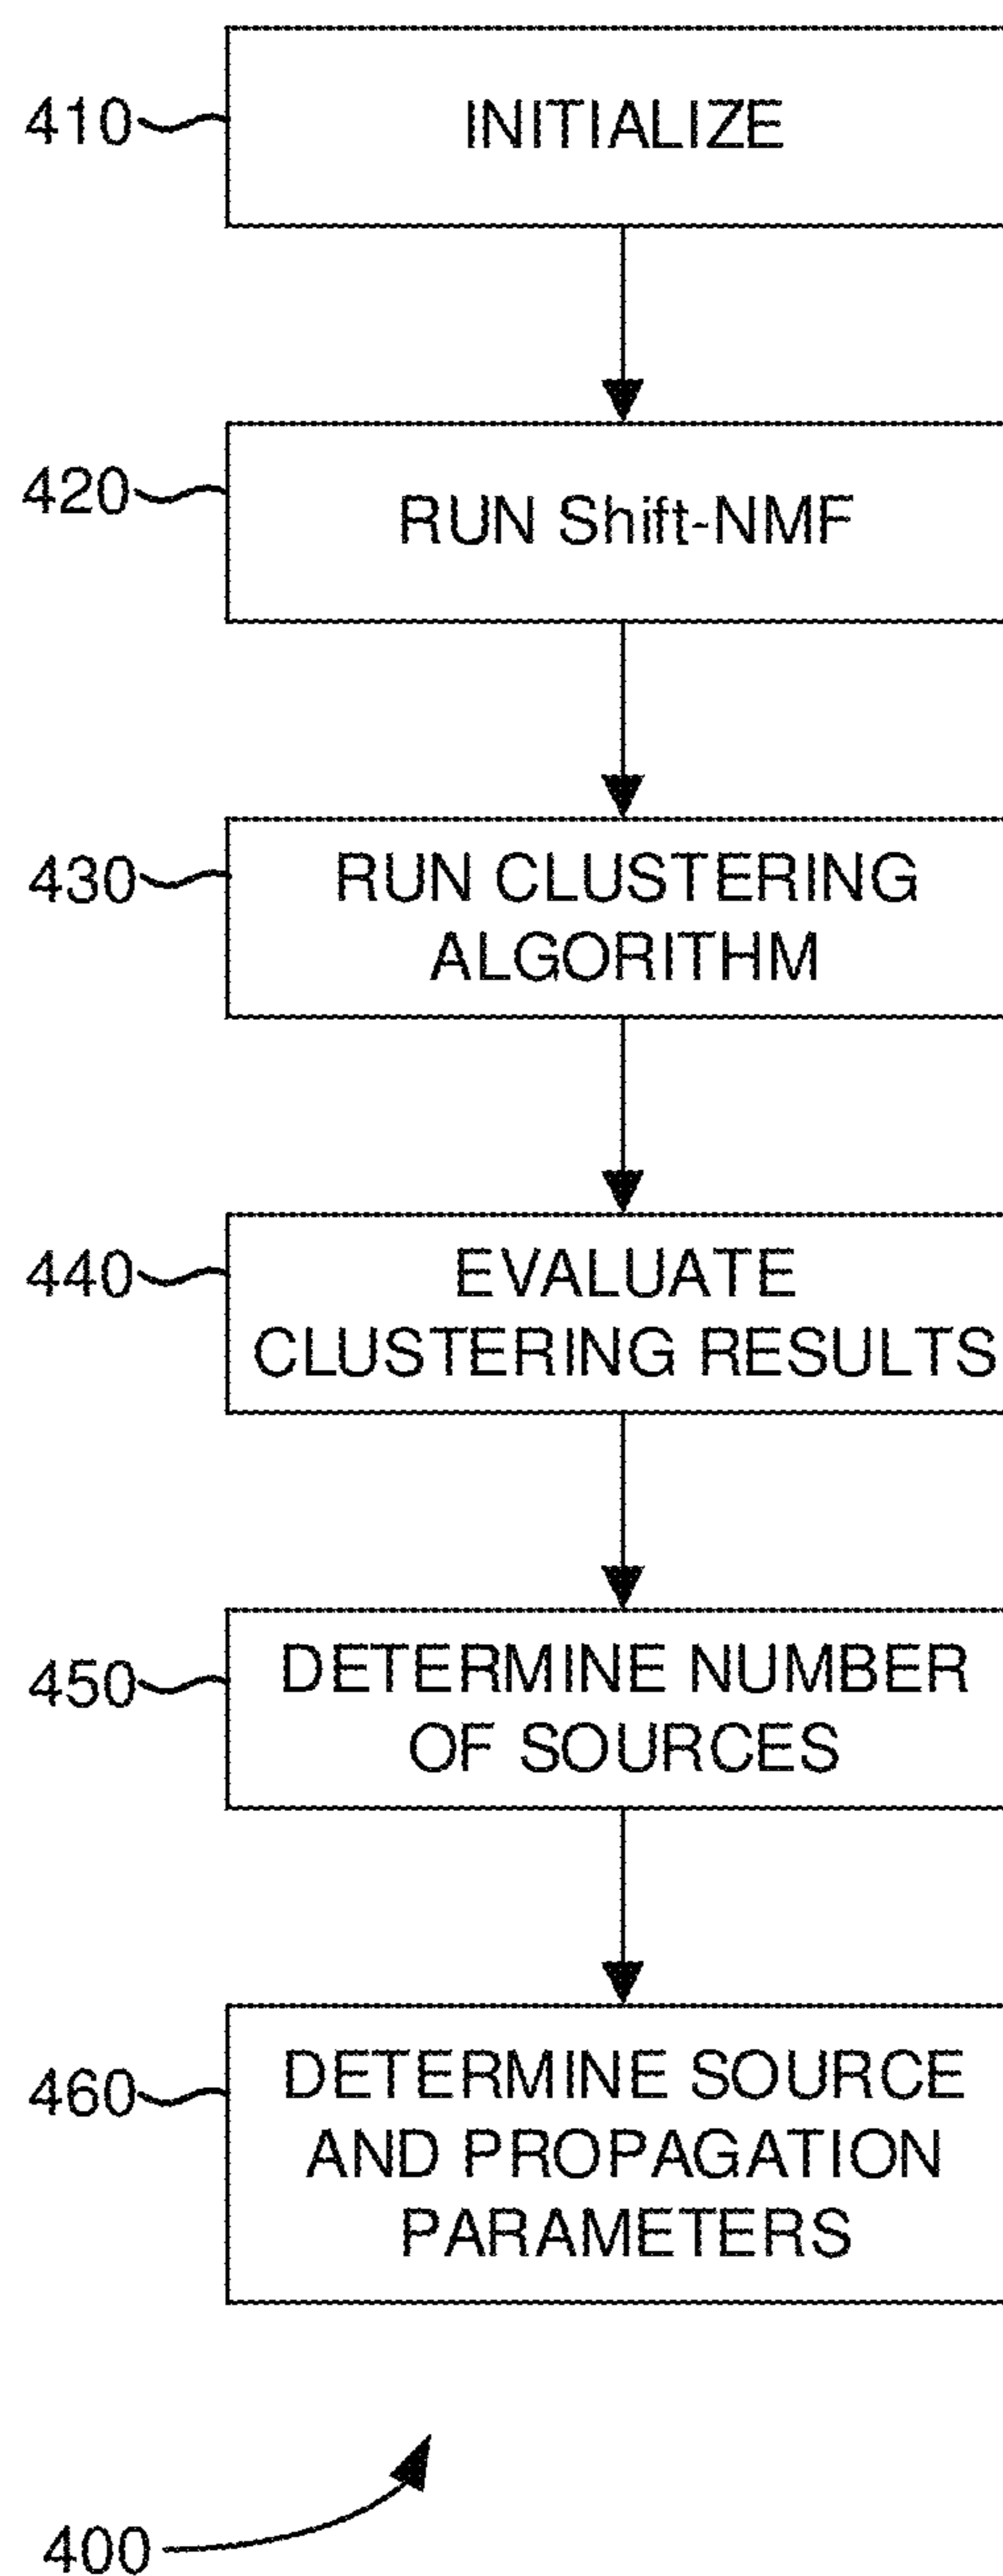 410
INITIALIZE
420
RUN Shift-NMF
430
RUN CLUSTERING
ALGORITHM
440
EVALUATE
CLUSTERING RESULTS
450
DETERMINE NUMBER
OF SOURCES
460
DETERMINE SOURCE
AND PROPAGATION
PARAMETERS
400